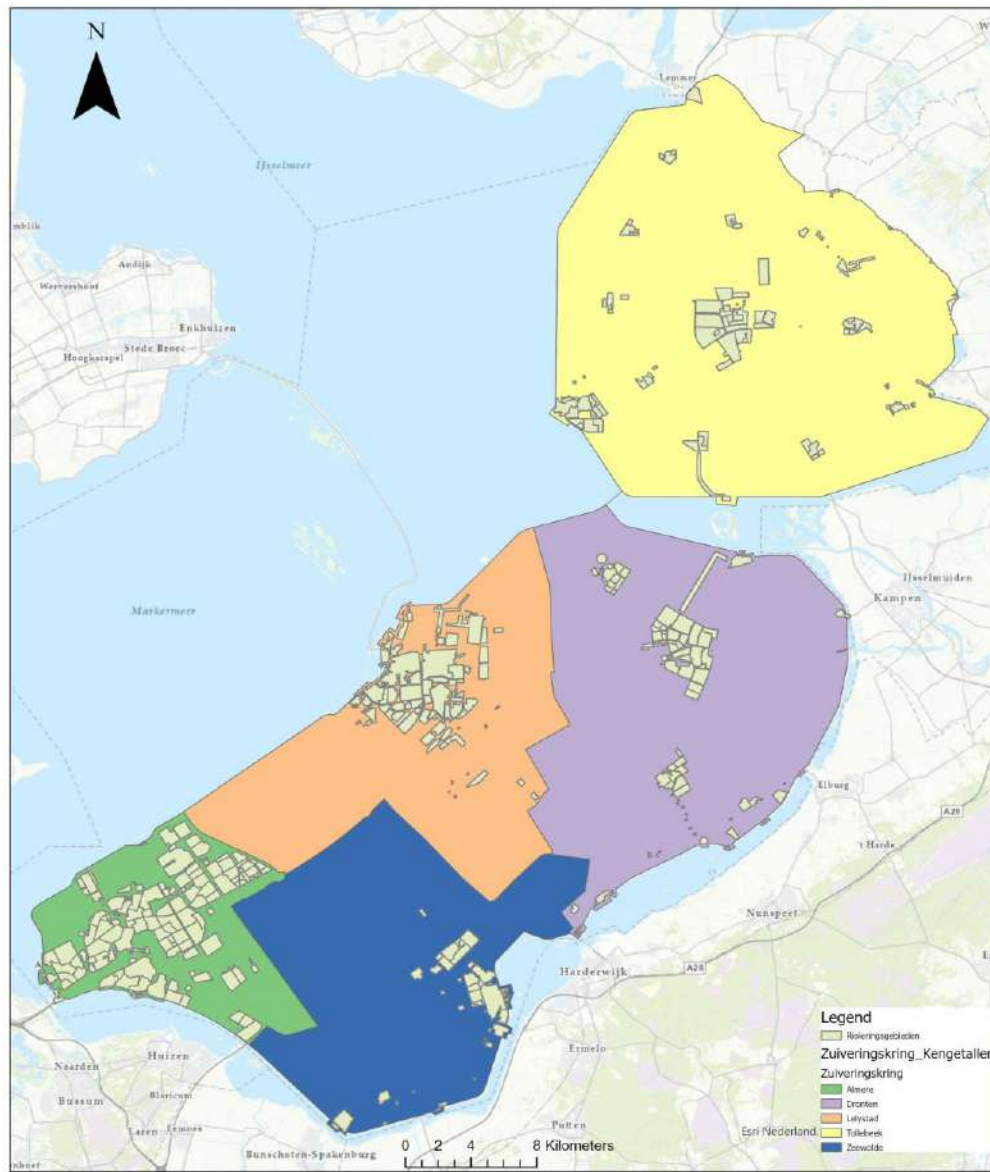 N
Lemmer
IJsselmeer
Andijk
Wervershoof
Enkhuizen
Stede Broec
Hoogkarspel
Markermeer
IJsselmuiden
Kampen
Elburg
A28
't Harde
Nunspeet
Harderwijk
A28
Ermelo
Putten
Naarden
Huizen
Bussum
Blaricum
Laren
Eemnes
Bunschoten-Spakenburg
0 2 4 8 Kilometers
Esri Nederland,
Legend
Rioleringsgebieden
Zuiveringskring_Kengetallen
Zuiveringskring
Almere
Dronten
Lelystad
Tollebeek
Zeewolde